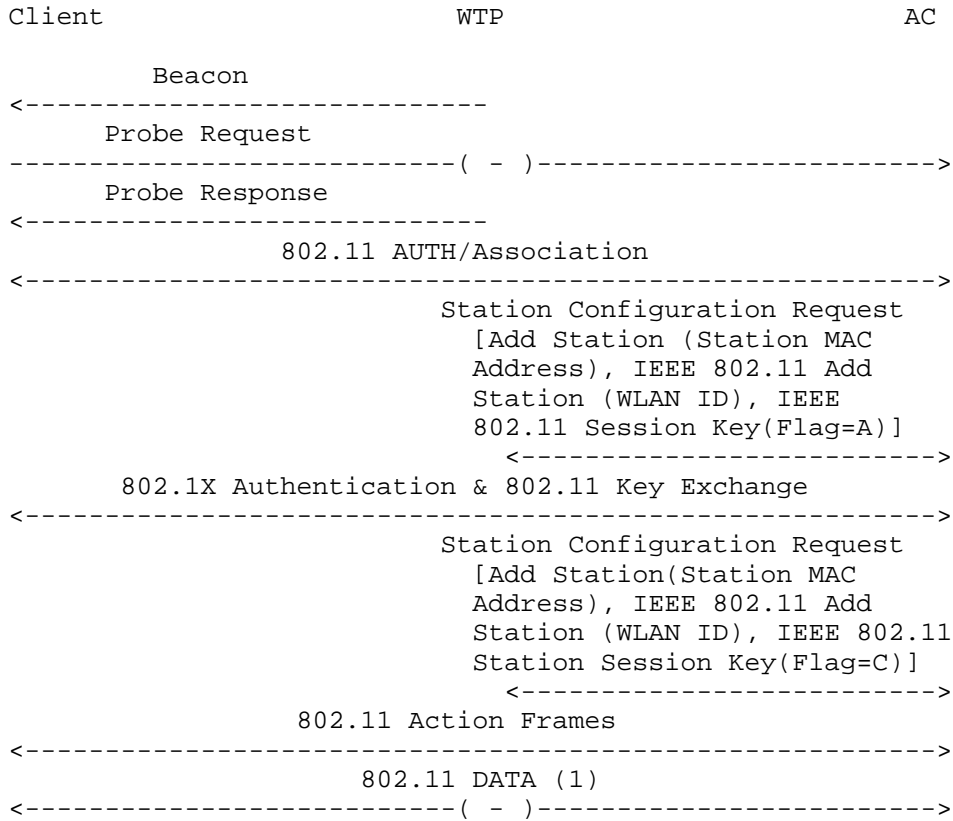 Client WTP AC
Beacon
<-----------------------------
Probe Request
----------------------------( - )------------------------->
Probe Response
<-----------------------------
802.11 AUTH/Association
<--------------------------------------------------------->
Station Configuration Request
[Add Station (Station MAC
Address), IEEE 802.11 Add
Station (WLAN ID), IEEE
802.11 Session Key(Flag=A)]
<-------------------------->
802.1X Authentication & 802.11 Key Exchange
<--------------------------------------------------------->
Station Configuration Request
[Add Station(Station MAC
Address), IEEE 802.11 Add
Station (WLAN ID), IEEE 802.11
Station Session Key(Flag=C)]
<-------------------------->
802.11 Action Frames
<--------------------------------------------------------->
802.11 DATA (1)
<---------------------------( - )------------------------->